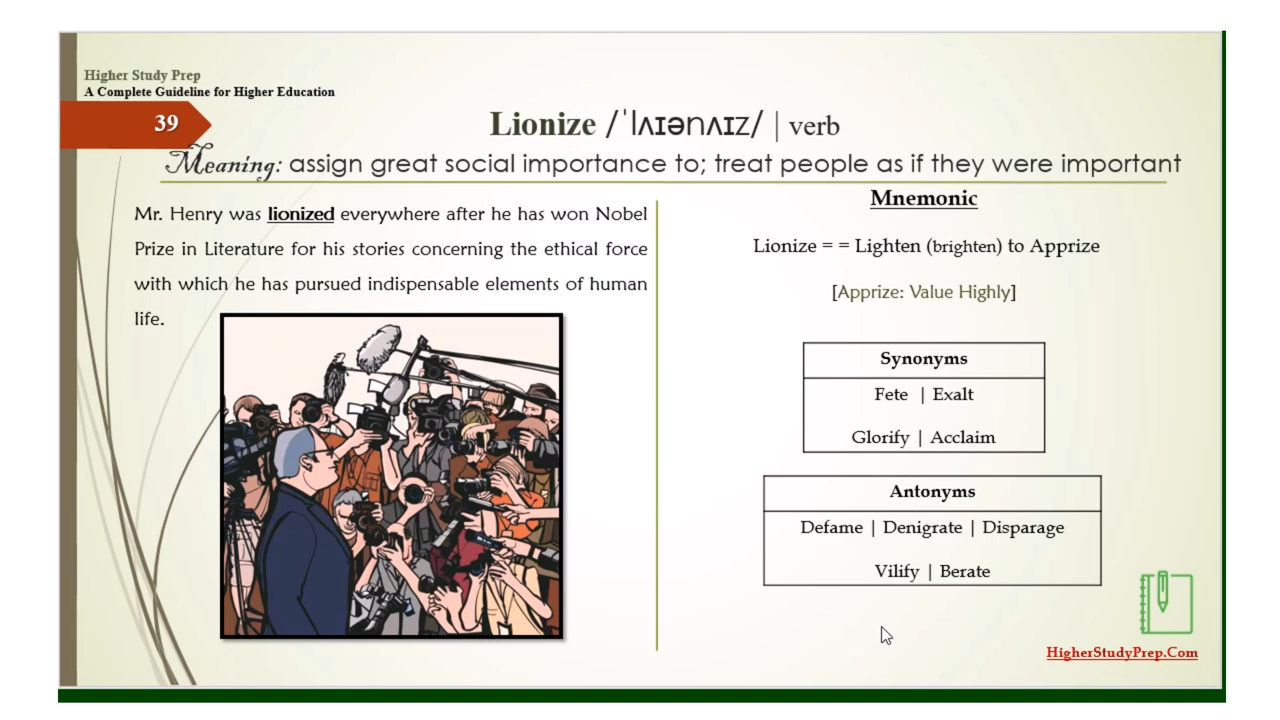 Higher Study Prep
A Complete Guideline for Higher Education
39
Lionize /ˈlʌɪənʌɪz/ | verb
Meaning: assign great social importance to; treat people as if they were important
Mr. Henry was lionized everywhere after he has won Nobel
Prize in Literature for his stories concerning the ethical force
with which he has pursued indispensable elements of human
life.
Mnemonic
Lionize = = Lighten (brighten) to Apprize
[Apprize: Value Highly]
Synonyms
Fete | Exalt
Glorify | Acclaim
Antonyms
Defame | Denigrate | Disparage
Vilify | Berate
HigherStudyPrep.Com